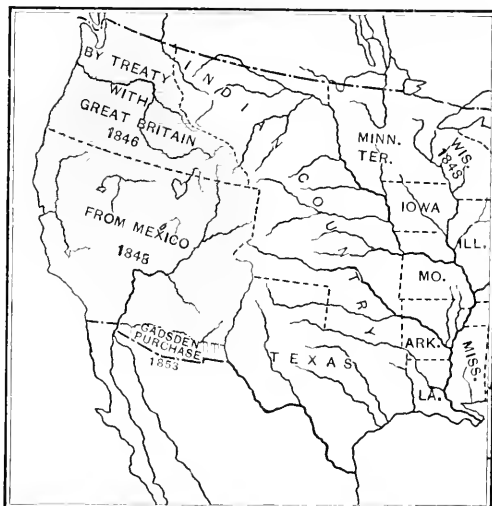 BY TREATY
WITH
GREAT BRITAIN
1846
INDIAN COUNTRY
MINN.
TER.
WIS.
1848
IOWA
ILL.
FROM MEXICO
1848
MO.
GADSDEN
PURCHASE
1853
TEXAS
ARK.
MISS.
LA.